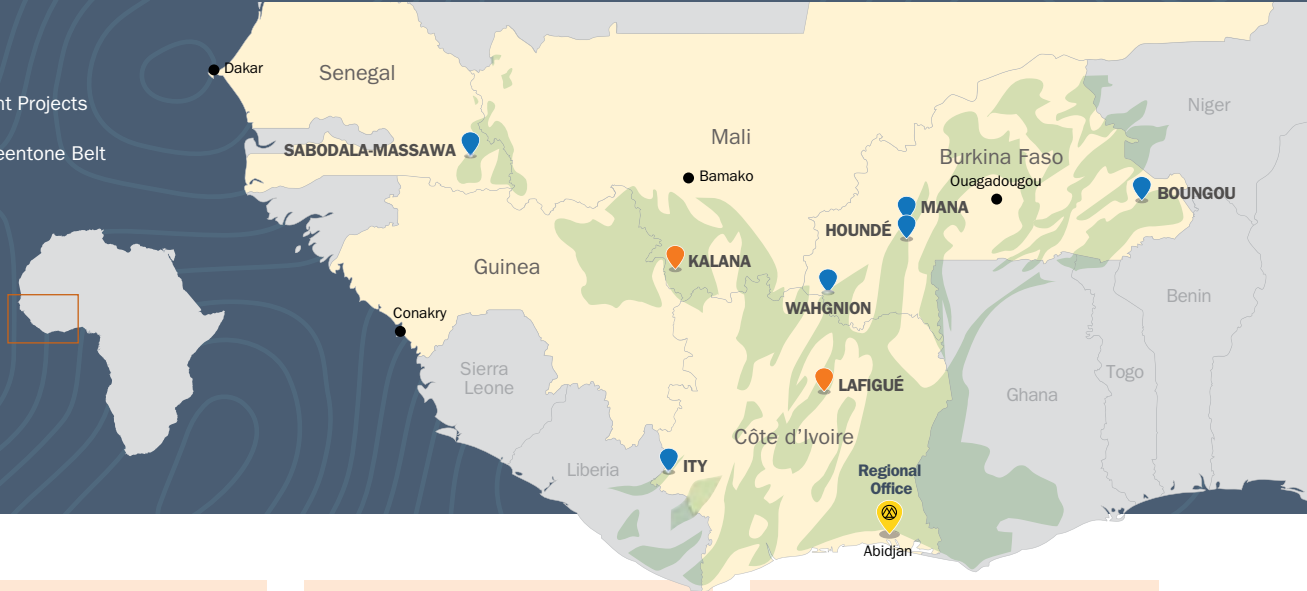 Dakar
Senegal
nt Projects
Niger
Mali
eentone Belt
SABODALA-MASSAWA
Burkina Faso
Bamako
Ouagadougou
BOUNGOU
MANA
HOUNDÉ
KALANA
Guinea
Benin
WAHGNION
Conakry
Sierra
Leone
Togo
LAFIGUÉ
Ghana
Côte d'Ivoire
ITY
Liberia
Regional
Office
Abidjan